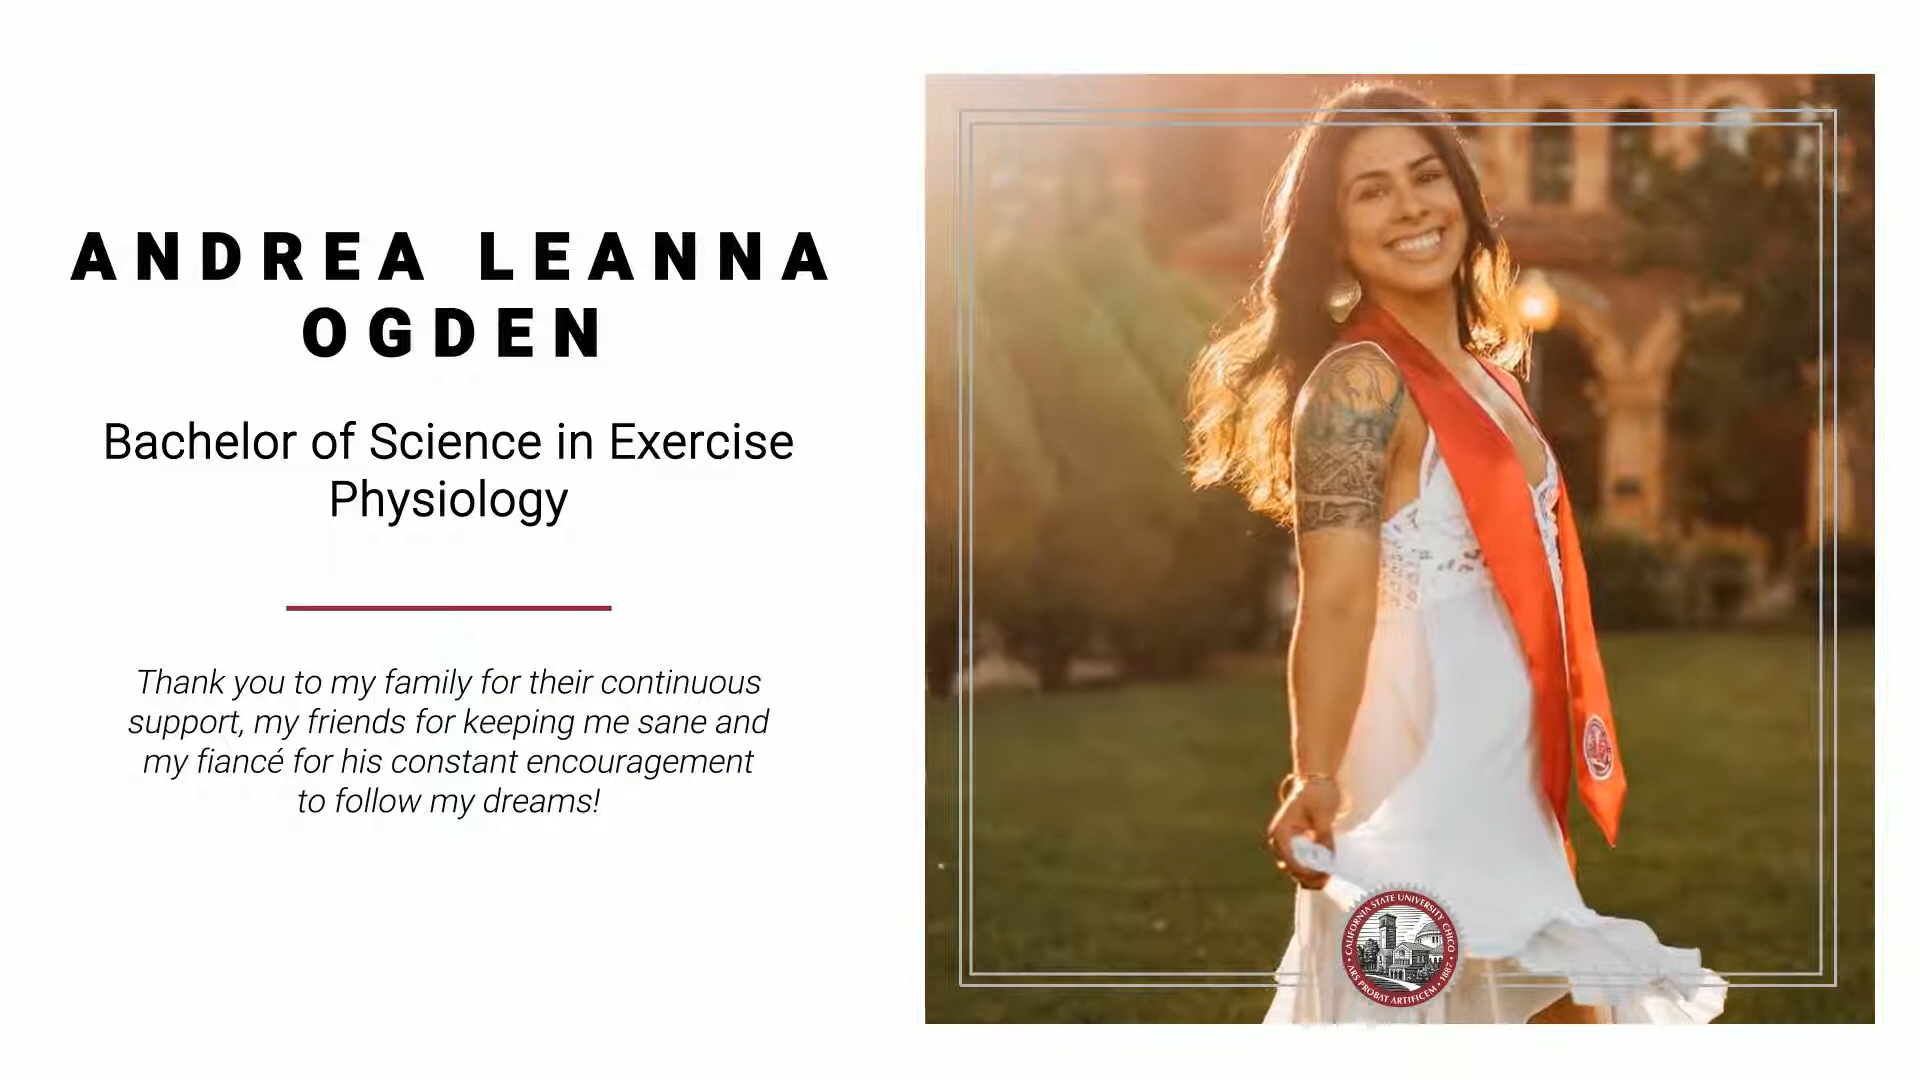 ANDREA LEANNA
OGDEN
Bachelor of Science in Exercise
Physiology
Thank you to my family for their continuous
support, my friends for keeping me sane and
my fiancé for his constant encouragement
to follow my dreams!
CALIFORNIA STATE UNIVERSITY CHICO
ARS PROBAT ARTIFICEM • 1887